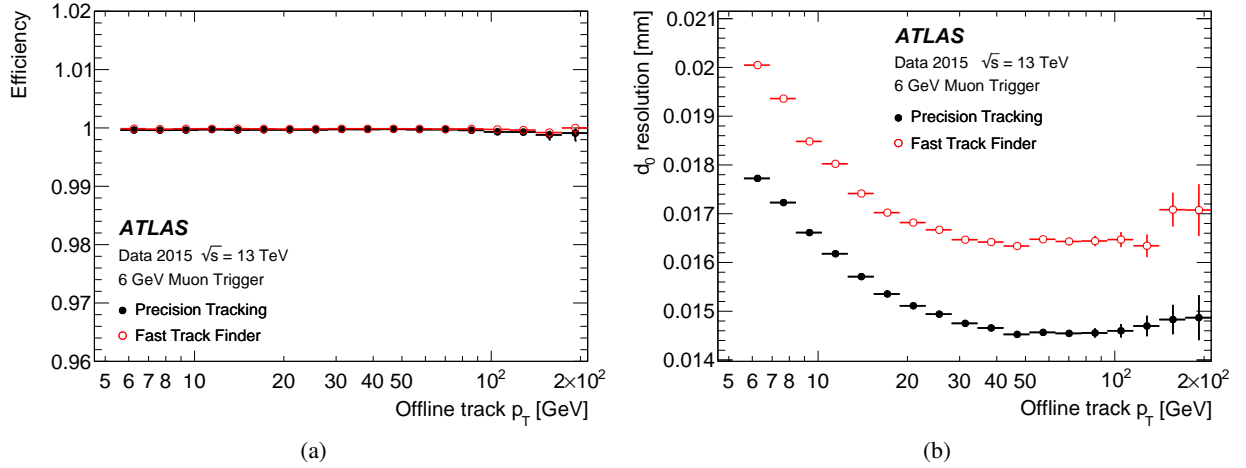 Efficiency
1.02
1.01
1
0.99
0.98
0.97
0.96
ATLAS
Data 2015 √s = 13 TeV
6 GeV Muon Trigger
Precision Tracking
Fast Track Finder
5 6 7 8 10 20 30 40 50 10² 2×10²
Offline track p_T [GeV]
(a)
d₀ resolution [mm]
0.021
0.02
0.019
0.018
0.017
0.016
0.015
0.014
ATLAS
Data 2015 √s = 13 TeV
6 GeV Muon Trigger
Precision Tracking
Fast Track Finder
5 6 7 8 10 20 30 40 50 10² 2×10²
Offline track p_T [GeV]
(b)